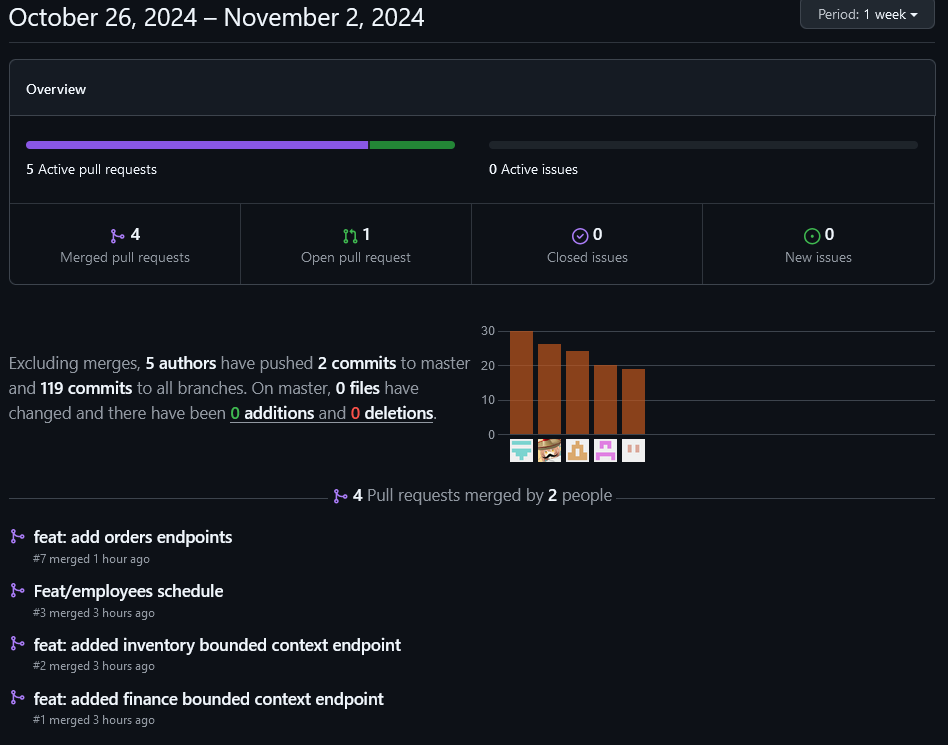 October 26, 2024 – November 2, 2024
Period: 1 week
Overview
5 Active pull requests
0 Active issues
4
Merged pull requests
1
Open pull request
0
Closed issues
0
New issues
Excluding merges, 5 authors have pushed 2 commits to master
and 119 commits to all branches. On master, 0 files have
changed and there have been 0 additions and 0 deletions.
30
20
10
0
4 Pull requests merged by 2 people
feat: add orders endpoints
#7 merged 1 hour ago
Feat/employees schedule
#3 merged 3 hours ago
feat: added inventory bounded context endpoint
#2 merged 3 hours ago
feat: added finance bounded context endpoint
#1 merged 3 hours ago